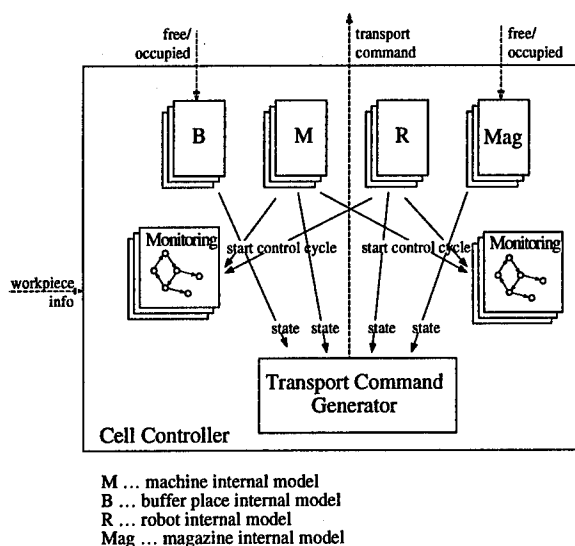 free/
occupied
transport
command
free/
occupied
B
M
R
Mag
Monitoring
start control cycle
start control cycle
Monitoring
workpiece
info
state
state
state
state
Transport Command
Generator
Cell Controller
M ... machine internal model
B ... buffer place internal model
R ... robot internal model
Mag ... magazine internal model